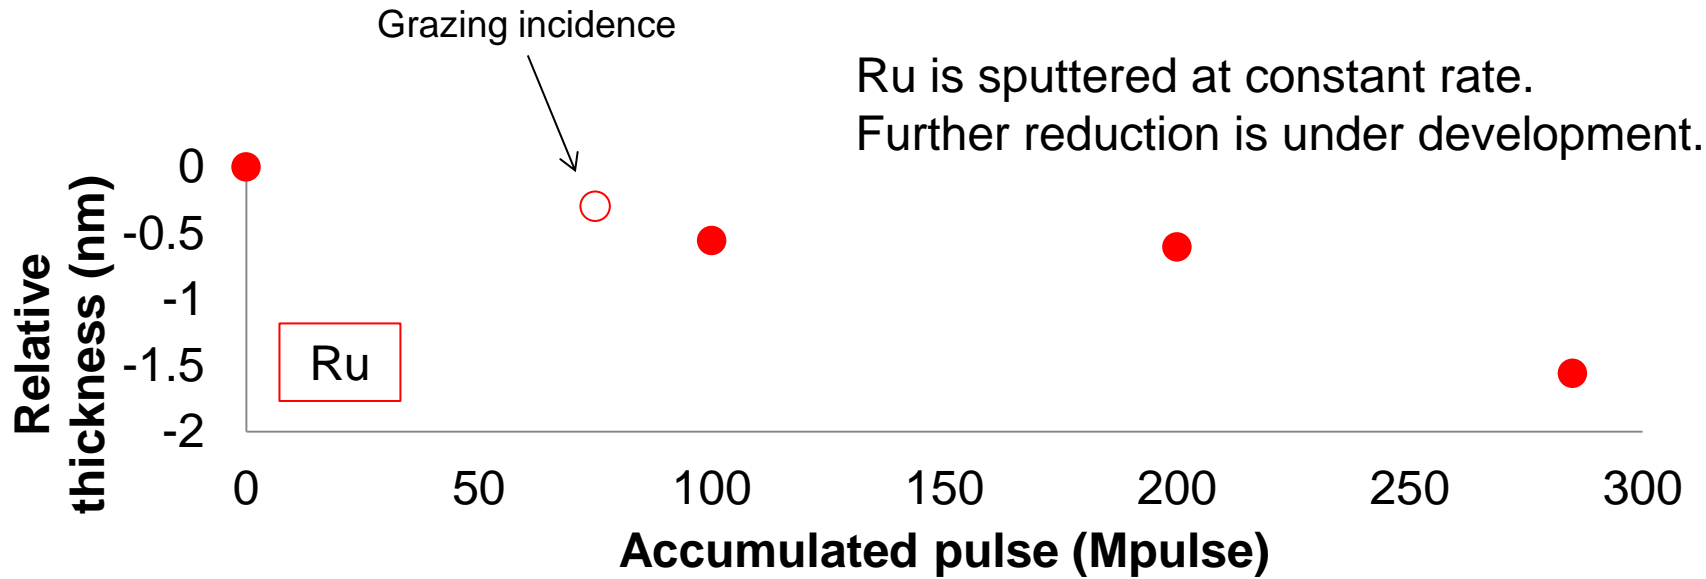 Grazing incidence
Ru is sputtered at constant rate.
Further reduction is under development.
Relative
thickness (nm)
0
-0.5
-1
-1.5
-2
Ru
0 50 100 150 200 250 300
Accumulated pulse (Mpulse)